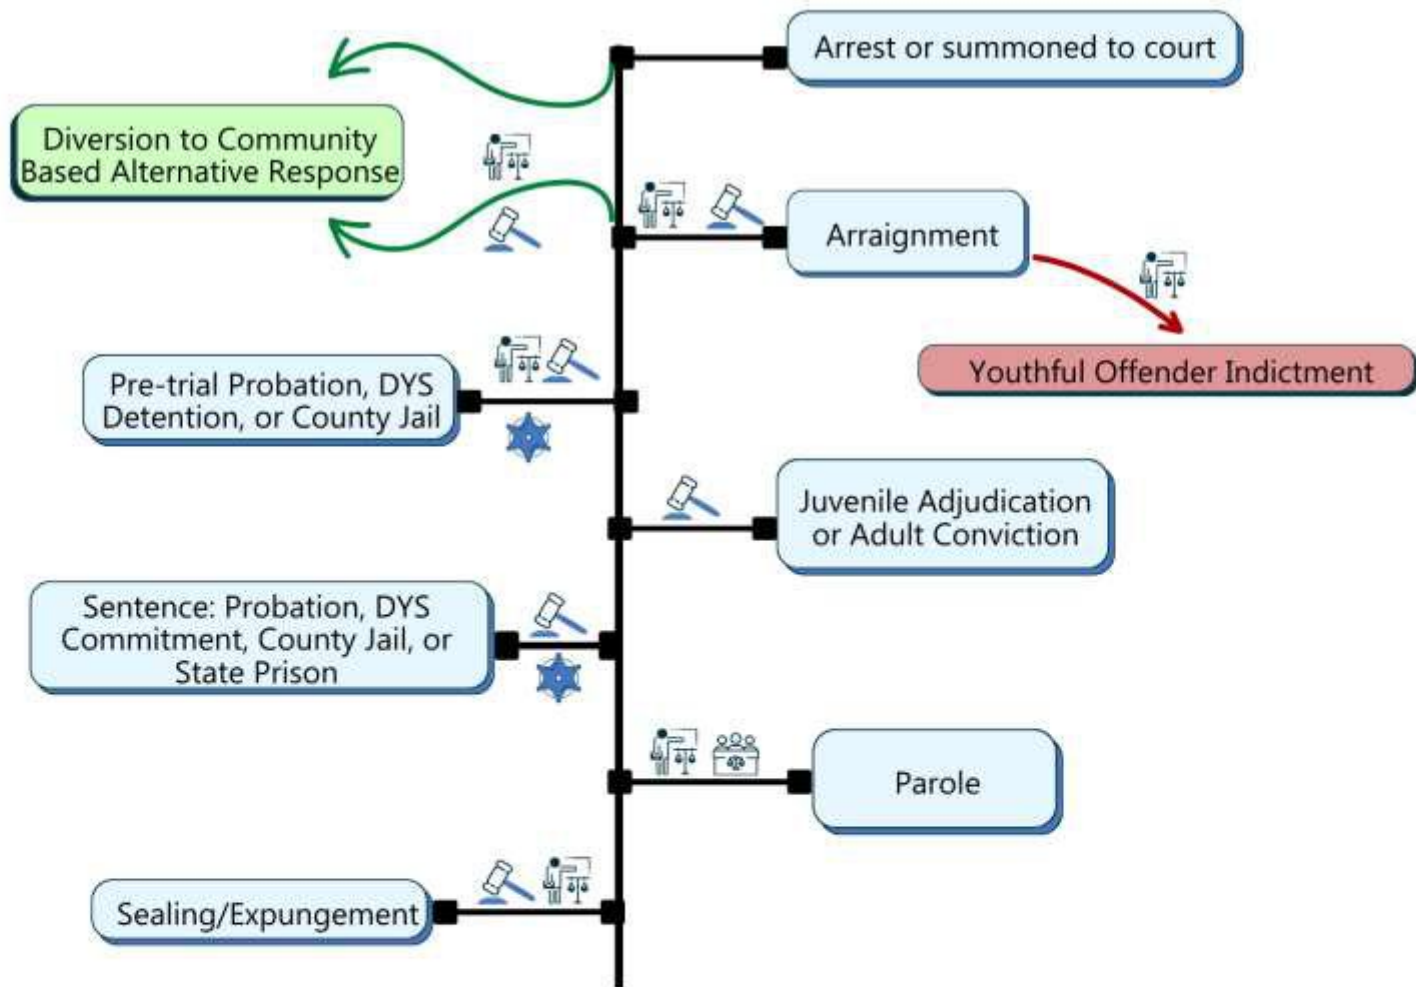 Arrest or summoned to court
Diversion to Community
Based Alternative Response
Arraignment
Youthful Offender Indictment
Pre-trial Probation, DYS
Detention, or County Jail
Juvenile Adjudication
or Adult Conviction
Sentence: Probation, DYS
Commitment, County Jail, or
State Prison
Parole
Sealing/Expungement